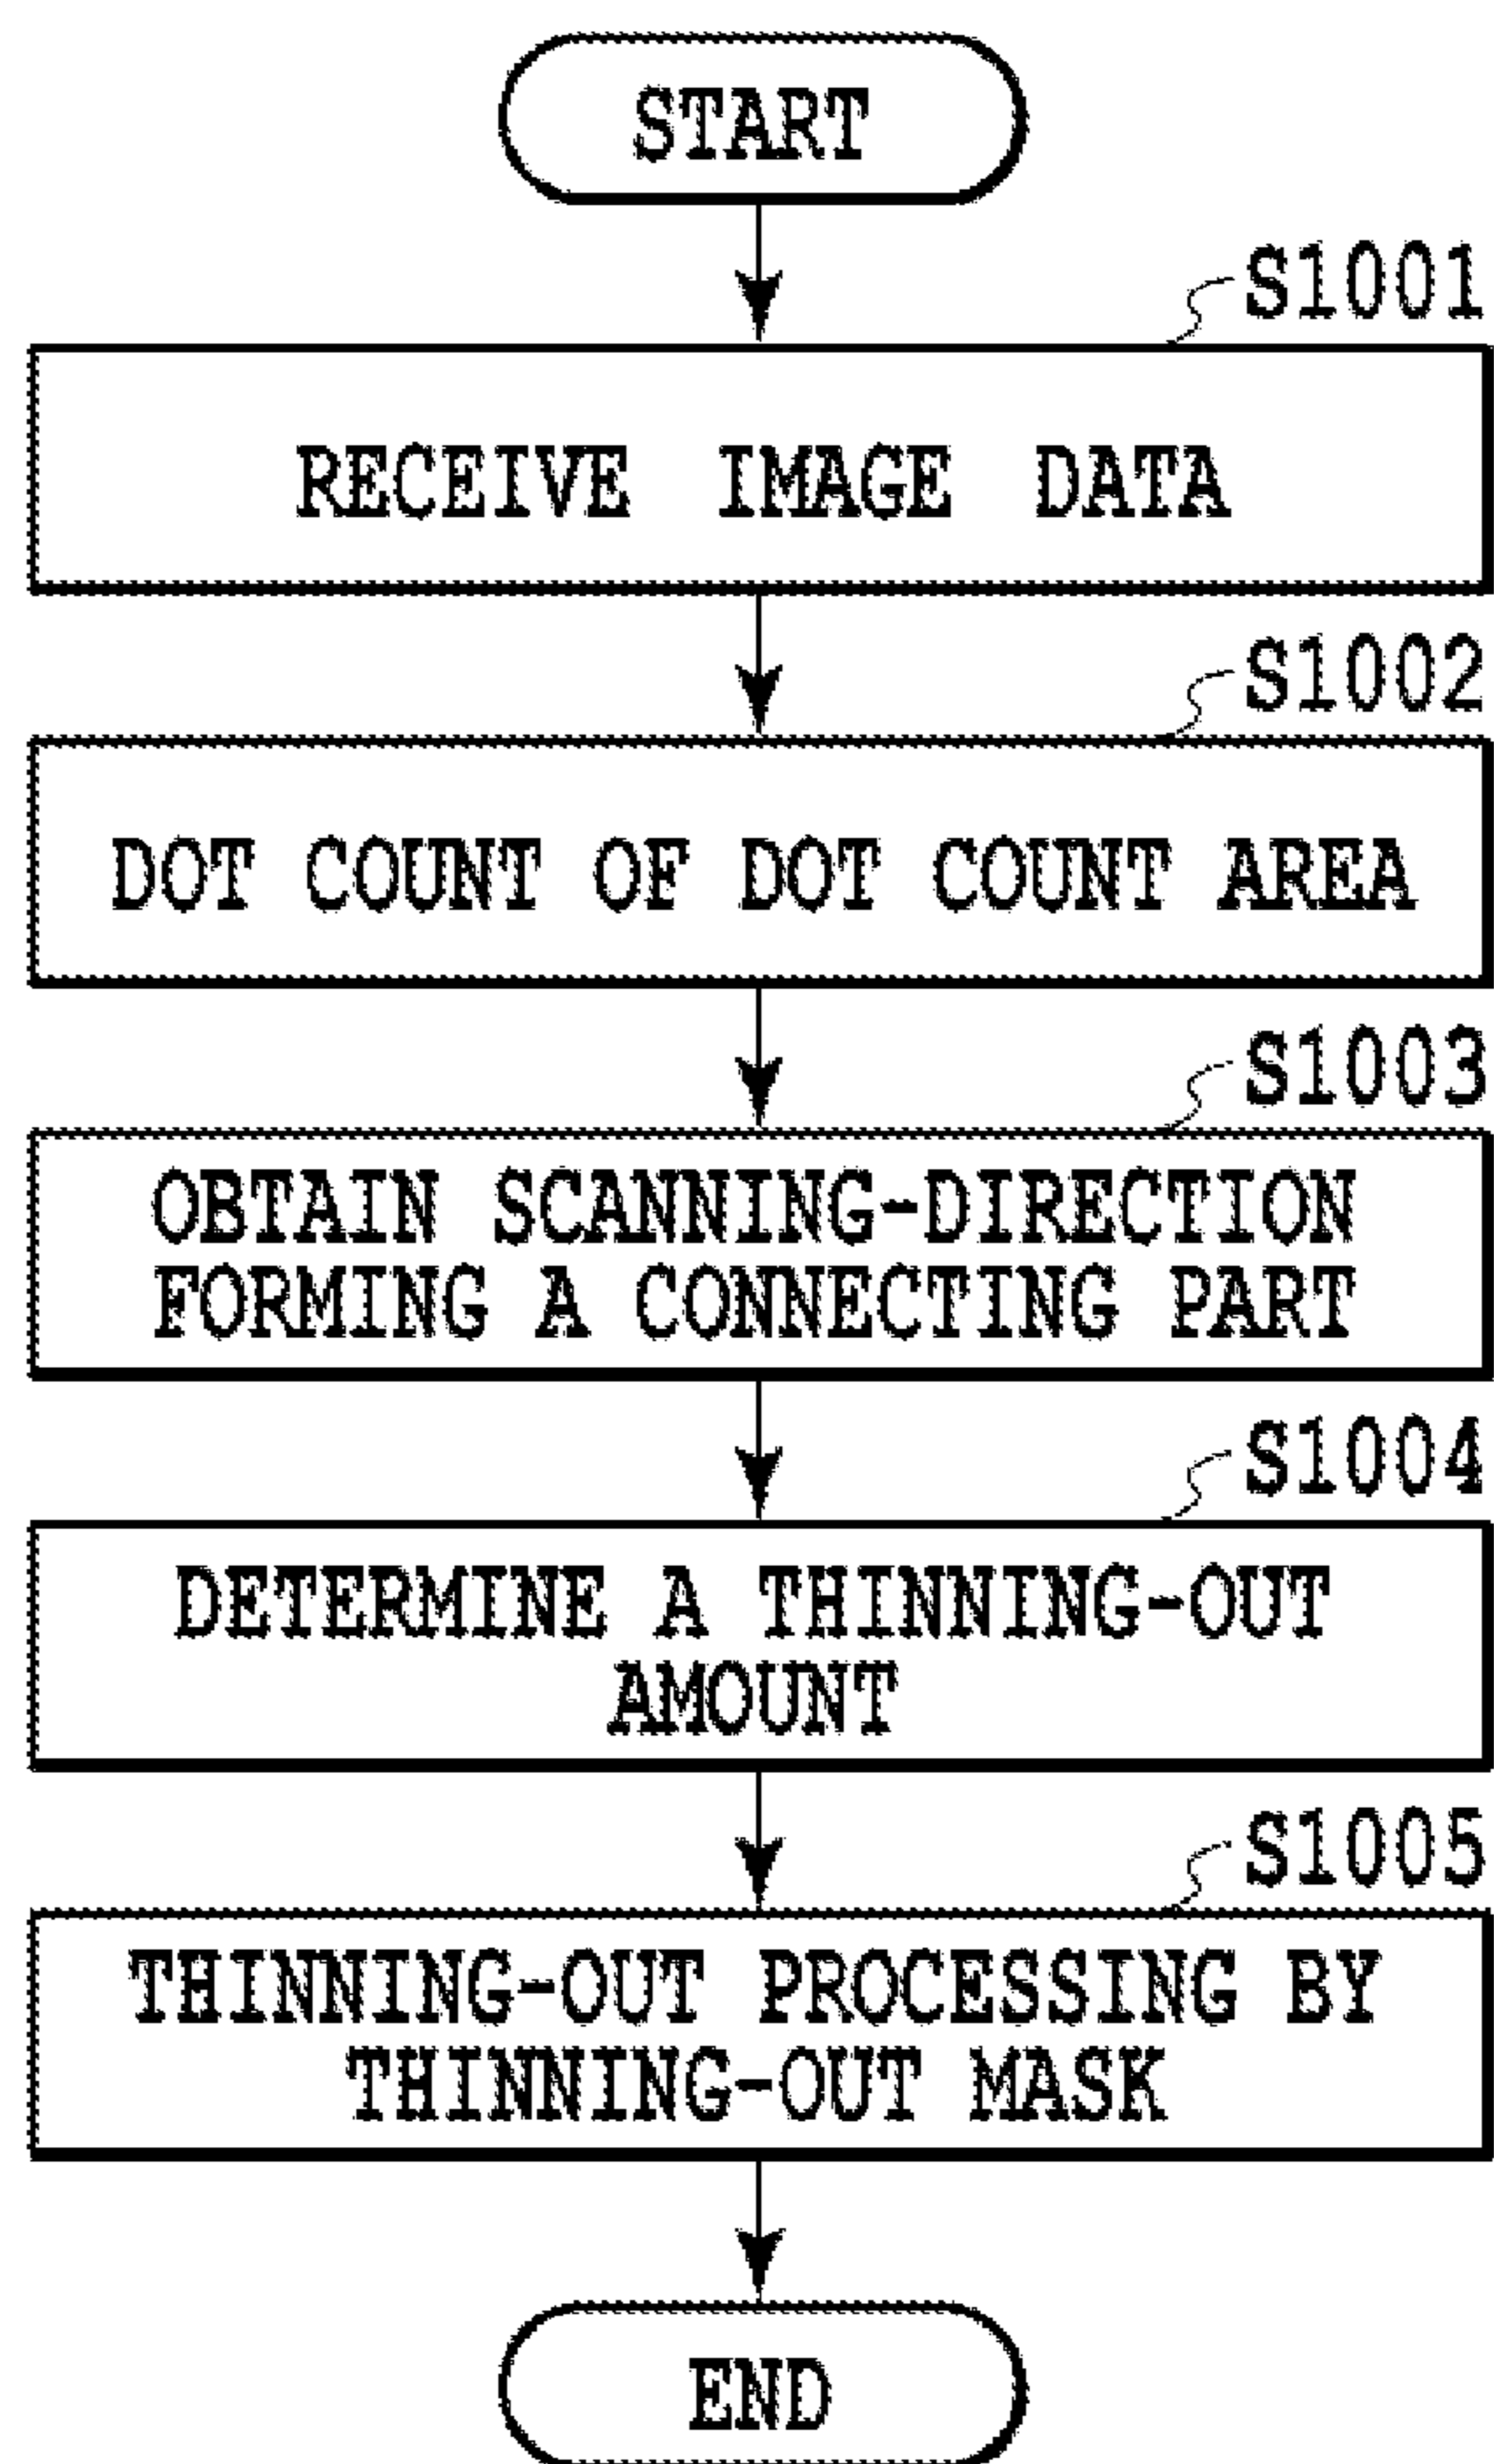 START
S1001
RECEIVE IMAGE DATA
S1002
DOT COUNT OF DOT COUNT AREA
S1003
OBTAIN SCANNING-DIRECTION
FORMING A CONNECTING PART
S1004
DETERMINE A THINNING-OUT
AMOUNT
S1005
THINNING-OUT PROCESSING BY
THINNING-OUT MASK
END